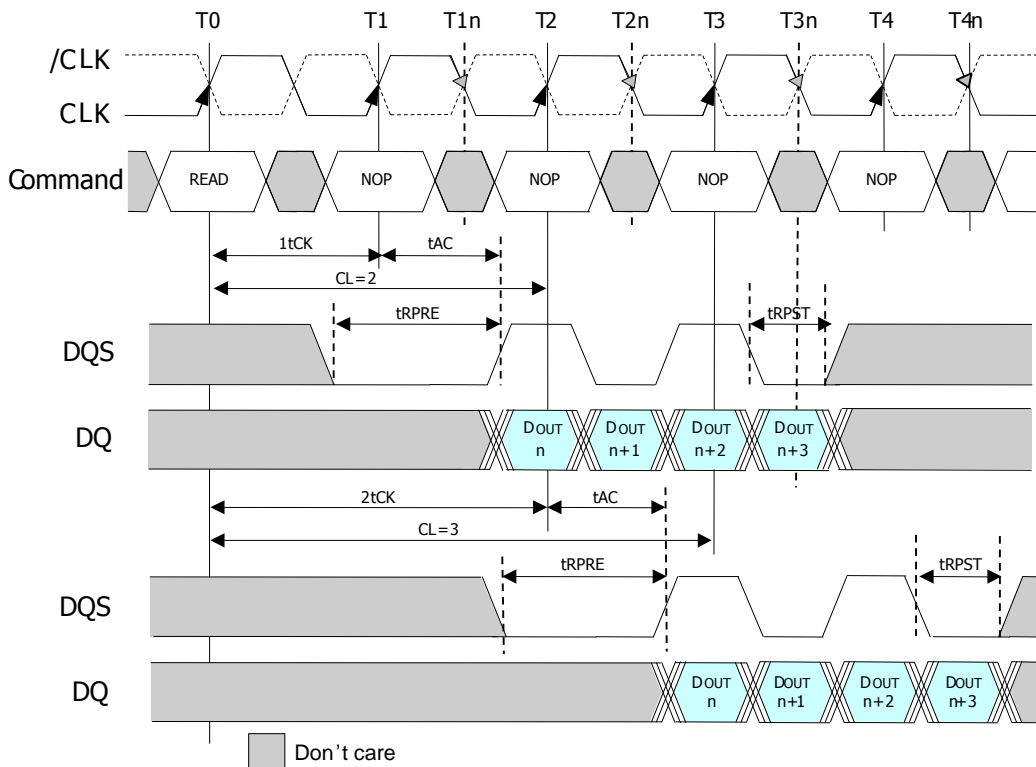 T0 T1 T1n T2 T2n T3 T3n T4 T4n
/CLK
CLK
Command READ NOP NOP NOP NOP
1tCK tAC
CL=2
tRPRE tRPST
DQS
DQ
DOUT n
DOUT n+1
DOUT n+2
DOUT n+3
2tCK tAC
CL=3
tRPRE tRPST
DQS
DQ
DOUT n
DOUT n+1
DOUT n+2
DOUT n+3
Don't care